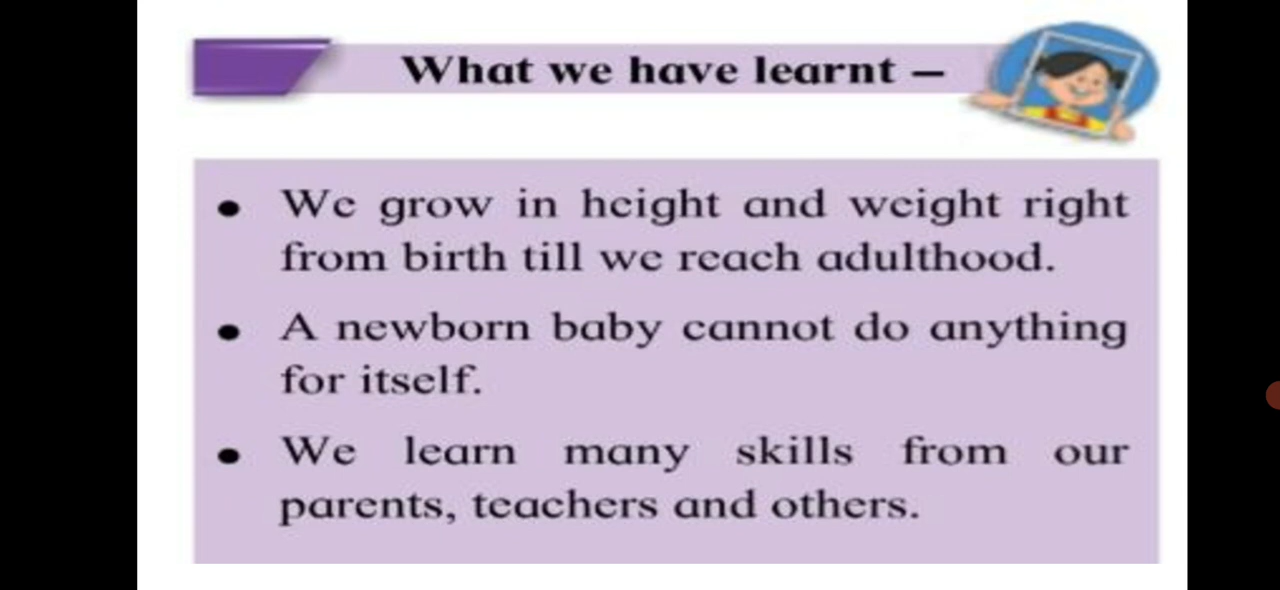 What we have learnt –
• We grow in height and weight right
from birth till we reach adulthood.
• A newborn baby cannot do anything
for itself.
• We learn many skills from our
parents, teachers and others.